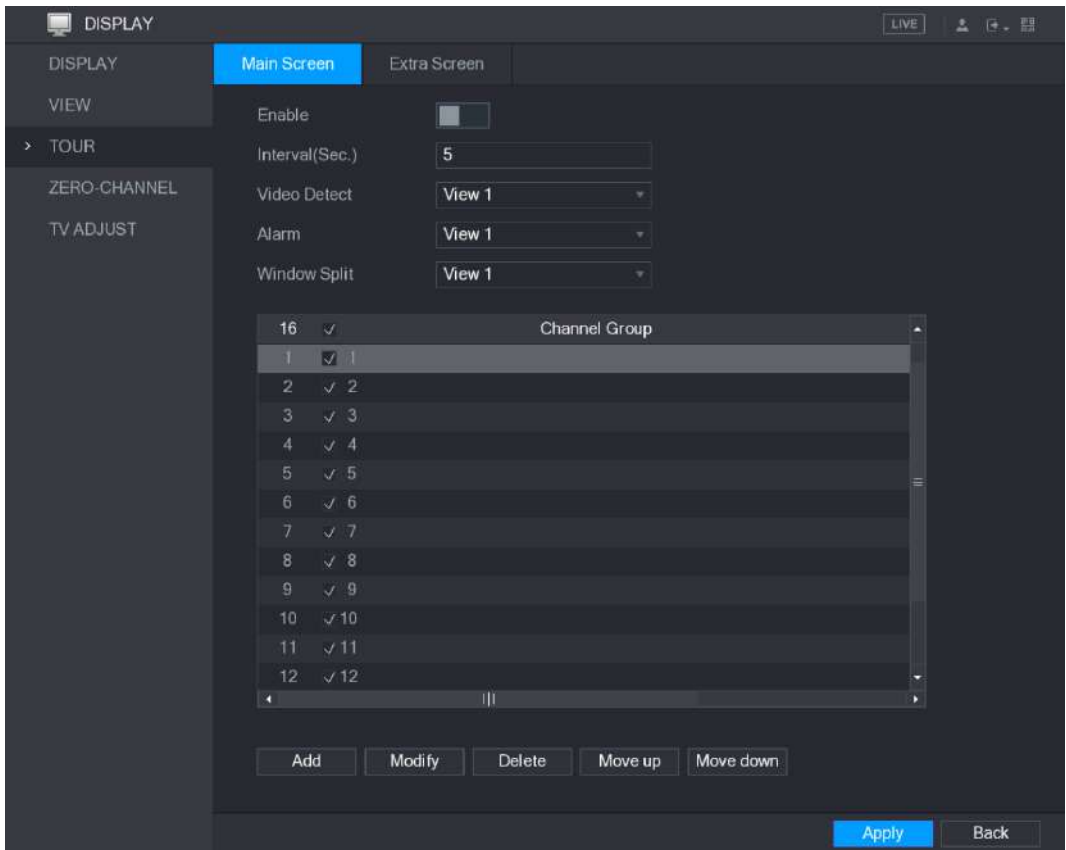 DISPLAY LIVE
DISPLAY
VIEW
TOUR
ZERO-CHANNEL
TV ADJUST
Main Screen Extra Screen
Enable
Interval(Sec.) 5
Video Detect View 1
Alarm View 1
Window Split View 1
16 Channel Group
1 1
2 2
3 3
4 4
5 5
6 6
7 7
8 8
9 9
10 10
11 11
12 12
Add Modify Delete Move up Move down
Apply Back